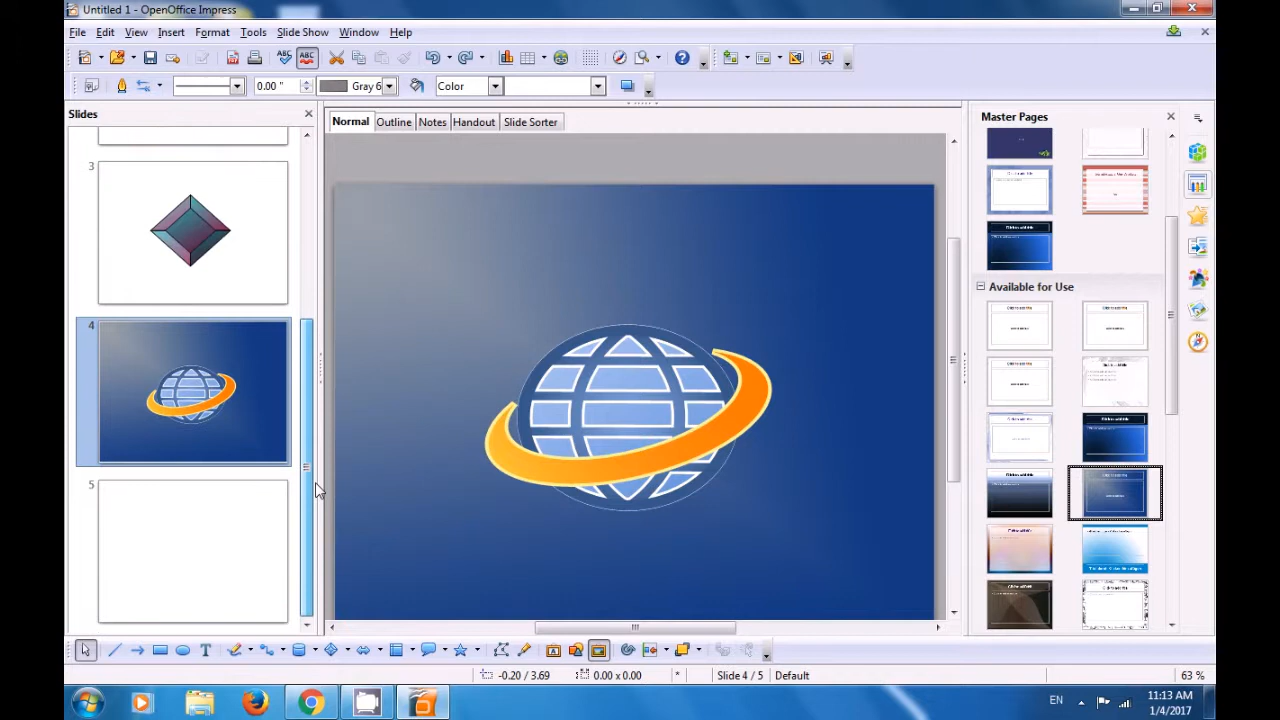 Untitled 1 - OpenOffice Impress
File Edit View Insert Format Tools Slide Show Window Help
0.00 " Gray 6 Color
Slides
Normal Outline Notes Handout Slide Sorter
Master Pages
3
4
5
Available for Use
-0.20 / 3.69 0.00 x 0.00 * Slide 4 / 5 Default 63 %
EN 11:13 AM
1/4/2017